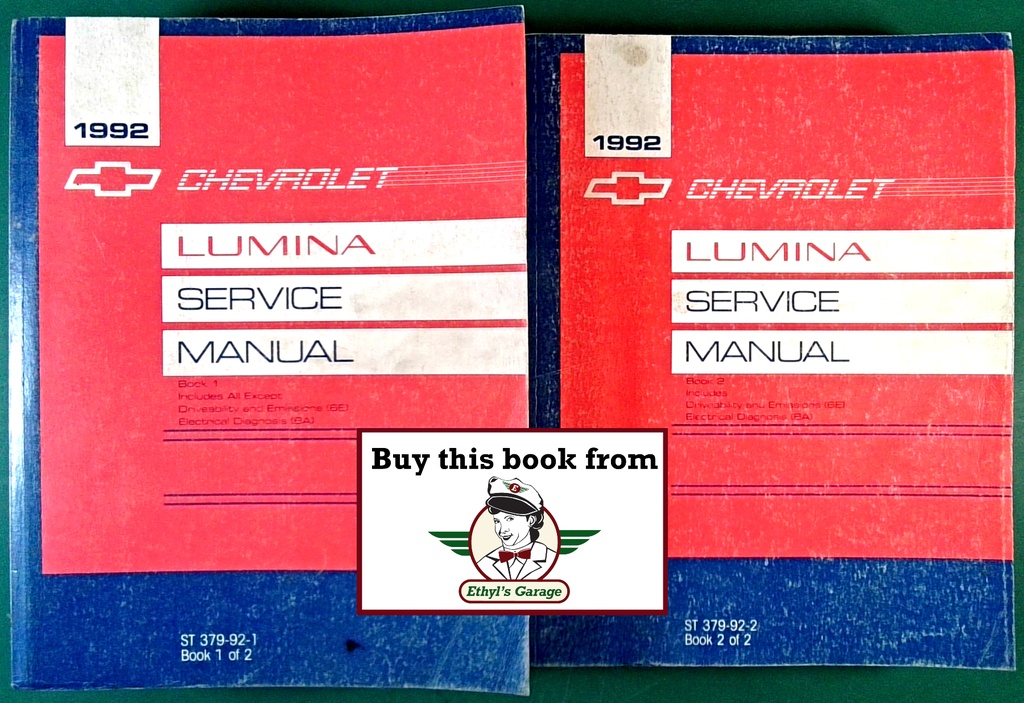 1992
CHEVROLET
LUMINA
SERVICE
MANUAL
Book 1
Includes All Except
Driveability and Emissions (6E)
Electrical Diagnosis (8A)
ST 379-92-1
Book 1 of 2
1992
CHEVROLET
LUMINA
SERVICE
MANUAL
Book 2
Includes
Driveability and Emissions (6E)
Electrical Diagnosis (8A)
ST 379-92-2
Book 2 of 2
Buy this book from
E
Ethyl's Garage